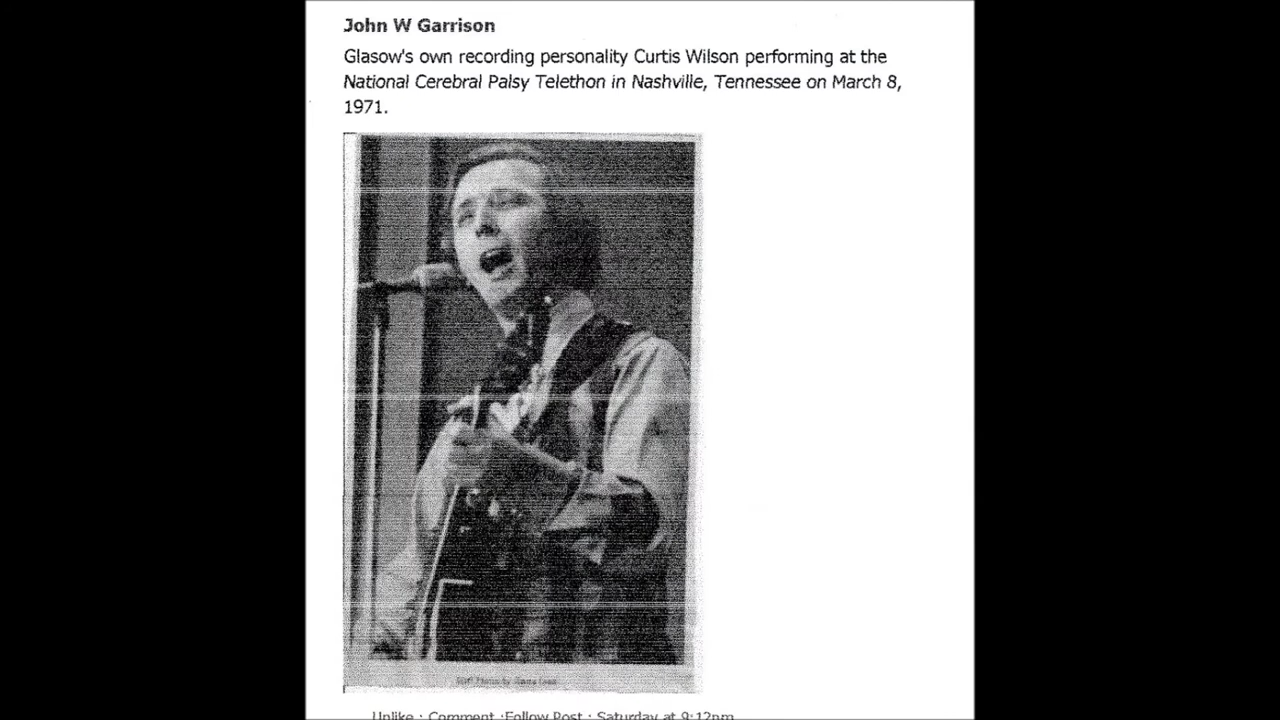 John W Garrison
Glasow's own recording personality Curtis Wilson performing at the
National Cerebral Palsy Telethon in Nashville, Tennessee on March 8,
1971.
Unlike · Comment ·Follow Post · Saturday at 9:12pm